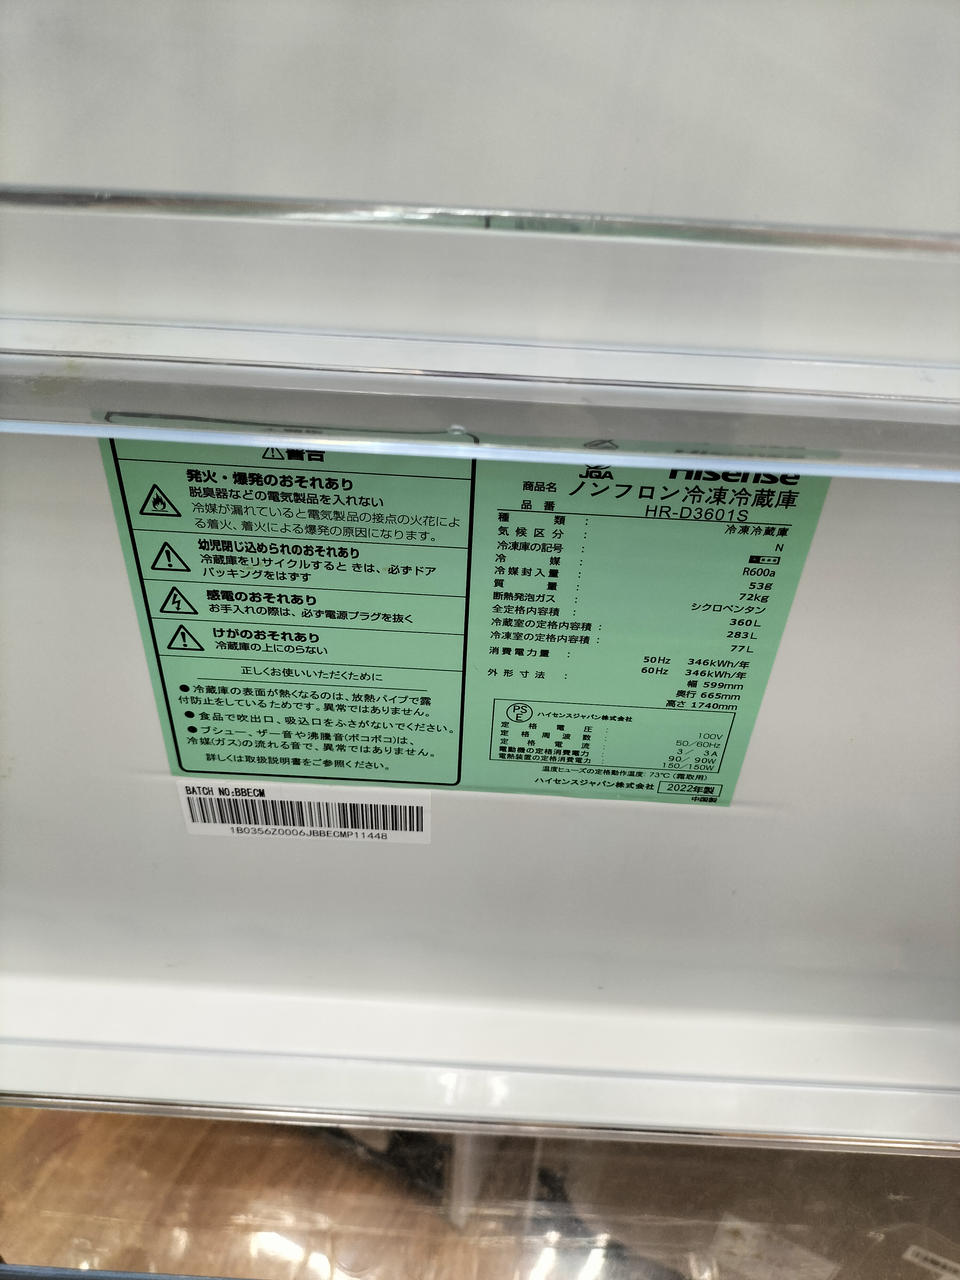 警告
発火・爆発のおそれあり
脱臭器などの電気製品を入れない
冷媒が漏れていると電気製品の接点の火花によ
る着火、着火による爆発の原因になります。
幼児閉じ込められのおそれあり
冷蔵庫をリサイクルすると きは、必ずドア
パッキングをはずす
感電のおそれあり
お手入れの際は、必ず電源プラグを抜く
けがのおそれあり
冷蔵庫の上にのらない
正しくお使いいただくために
●冷蔵庫の表面が熱くなるのは、放熱パイプで露
付防止をしているためです。異常ではありません。
●食品で吹出口、吸込口をふさがないでください。
●プシュー、ザー音や沸騰音(ポコポコ)は、
冷媒(ガス)の流れる音で、異常ではありません。
詳しくは取扱説明書をご参照ください。
JQA Hisense
商品名 ノンフロン冷凍冷蔵庫
品番 HR-D3601S
種類: 冷凍冷蔵庫
気候区分: N
冷凍庫の記号:
冷媒: R600a
冷媒封入量: 53g
質量: 72kg
断熱発泡ガス: シクロペンタン
全定格内容積: 360L
冷蔵室の定格内容積: 283L
冷凍室の定格内容積: 77L
消費電力量: 50Hz 346kWh/年
60Hz 346kWh/年
外形寸法: 幅 599mm
奥行 665mm
高さ 1740mm
PSE ハイセンスジャパン株式会社
定格電圧: 100V
定格周波数: 50/60Hz
定格電流: 3/3A
電動機の定格消費電力: 90/90W
電熱装置の定格消費電力: 150/150W
温度ヒューズの定格動作温度: 73℃(霜取用)
ハイセンスジャパン株式会社 2022年製
中国製
BATCH NO:BBECM
1B0356Z0006JBBECMP11448